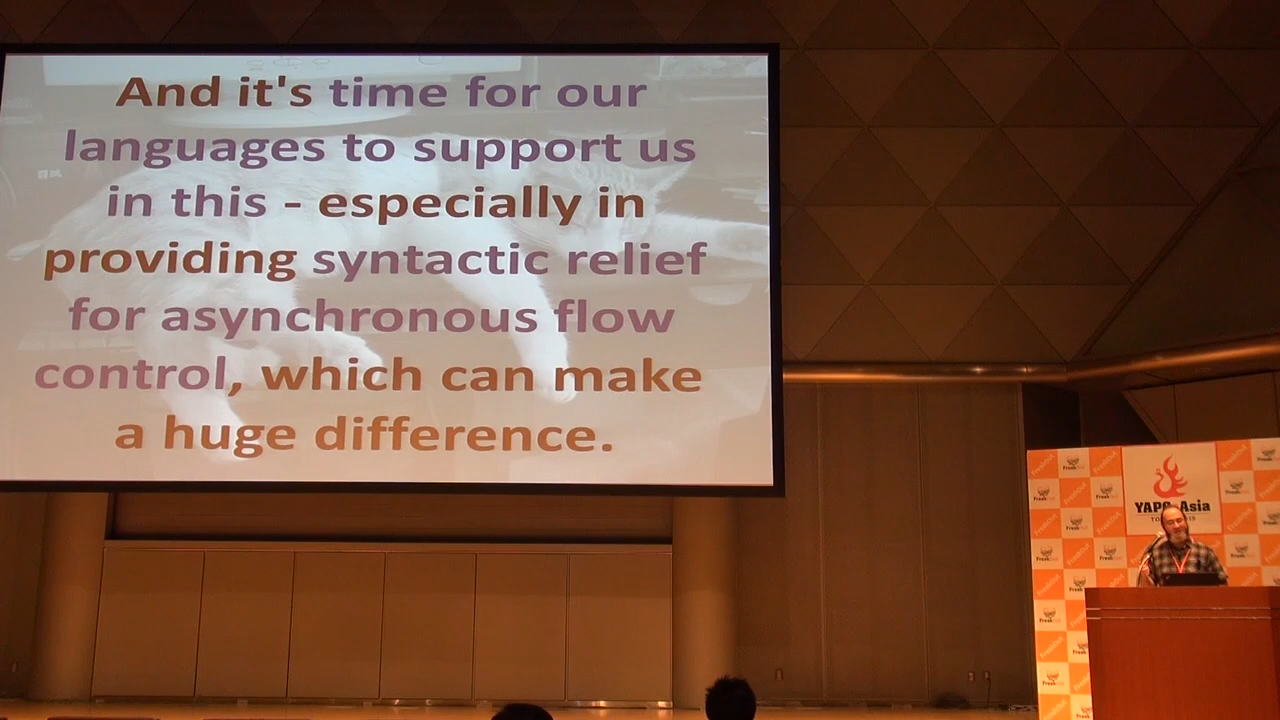 And it's time for our
languages to support us
in this - especially in
providing syntactic relief
for asynchronous flow
control, which can make
a huge difference.
FreakOut
YAPC Asia